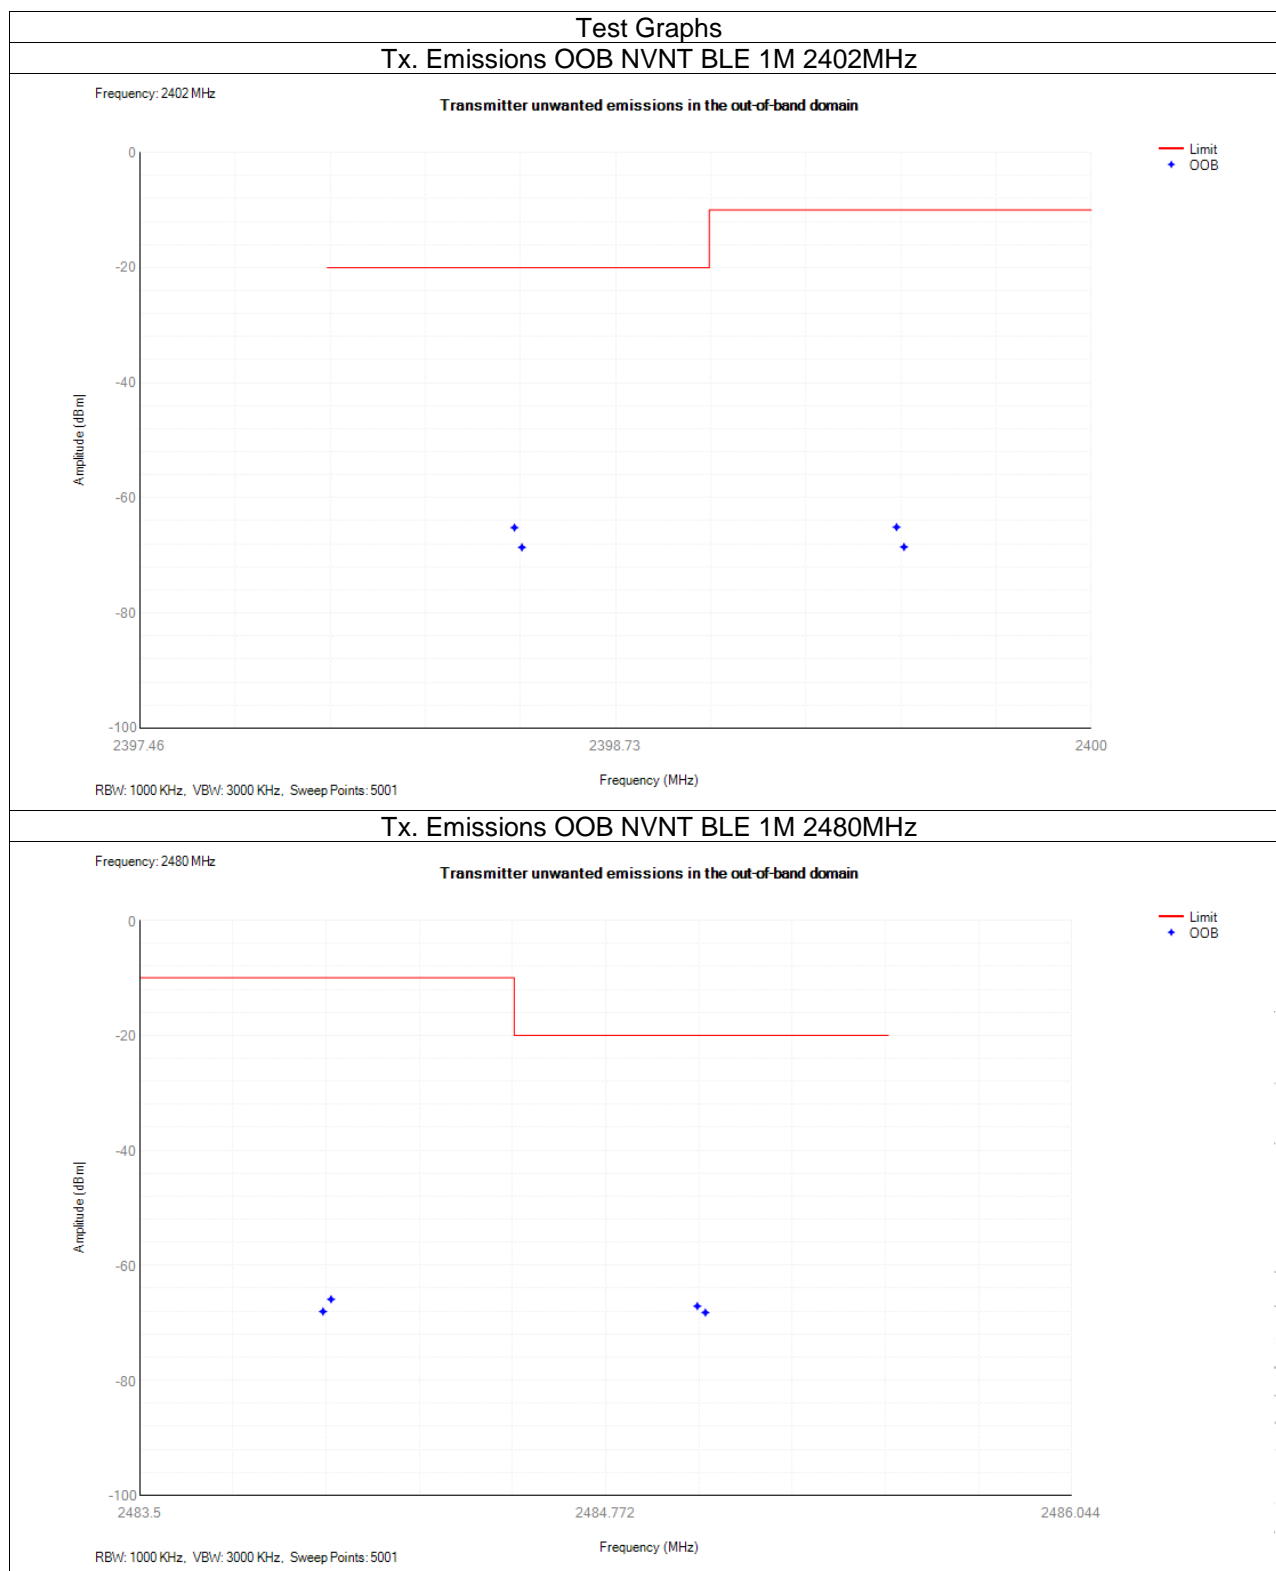 Test Graphs
Tx. Emissions OOB NVNT BLE 1M 2402MHz
Frequency: 2402 MHz
Transmitter unwanted emissions in the out-of-band domain
Limit
OOB
0
-20
-40
-60
-80
-100
Amplitude [dBm]
2397.46
2398.73
2400
Frequency (MHz)
RBW: 1000 KHz, VBW: 3000 KHz, Sweep Points: 5001
Tx. Emissions OOB NVNT BLE 1M 2480MHz
Frequency: 2480 MHz
Transmitter unwanted emissions in the out-of-band domain
Limit
OOB
0
-20
-40
-60
-80
-100
Amplitude [dBm]
2483.5
2484.772
2486.044
Frequency (MHz)
RBW: 1000 KHz, VBW: 3000 KHz, Sweep Points: 5001